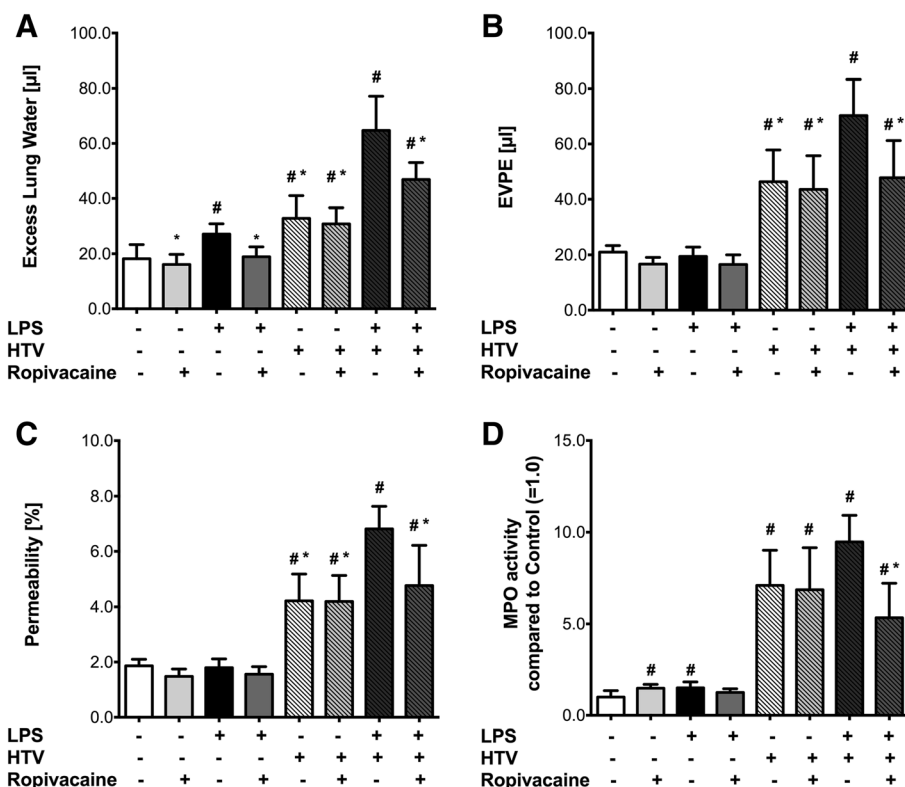 A
Excess Lung Water [µl]
100.0
80.0
60.0
40.0
20.0
0.0
* # * # * # * # # *
LPS - - + + - - + +
HTV - - - - + + + +
Ropivacaine - + - + - + - +
B
EVPE [µl]
100.0
80.0
60.0
40.0
20.0
0.0
# * # * # # *
LPS - - + + - - + +
HTV - - - - + + + +
Ropivacaine - + - + - + - +
C
Permeability [%]
10.0
8.0
6.0
4.0
2.0
0.0
# * # * # # *
LPS - - + + - - + +
HTV - - - - + + + +
Ropivacaine - + - + - + - +
D
MPO activity
compared to Control (=1.0)
15.0
10.0
5.0
0.0
# # # # # # *
LPS - - + + - - + +
HTV - - - - + + + +
Ropivacaine - + - + - + - +